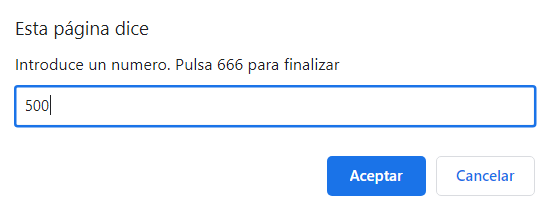 Esta página dice
Introduce un numero. Pulsa 666 para finalizar
500
Aceptar Cancelar